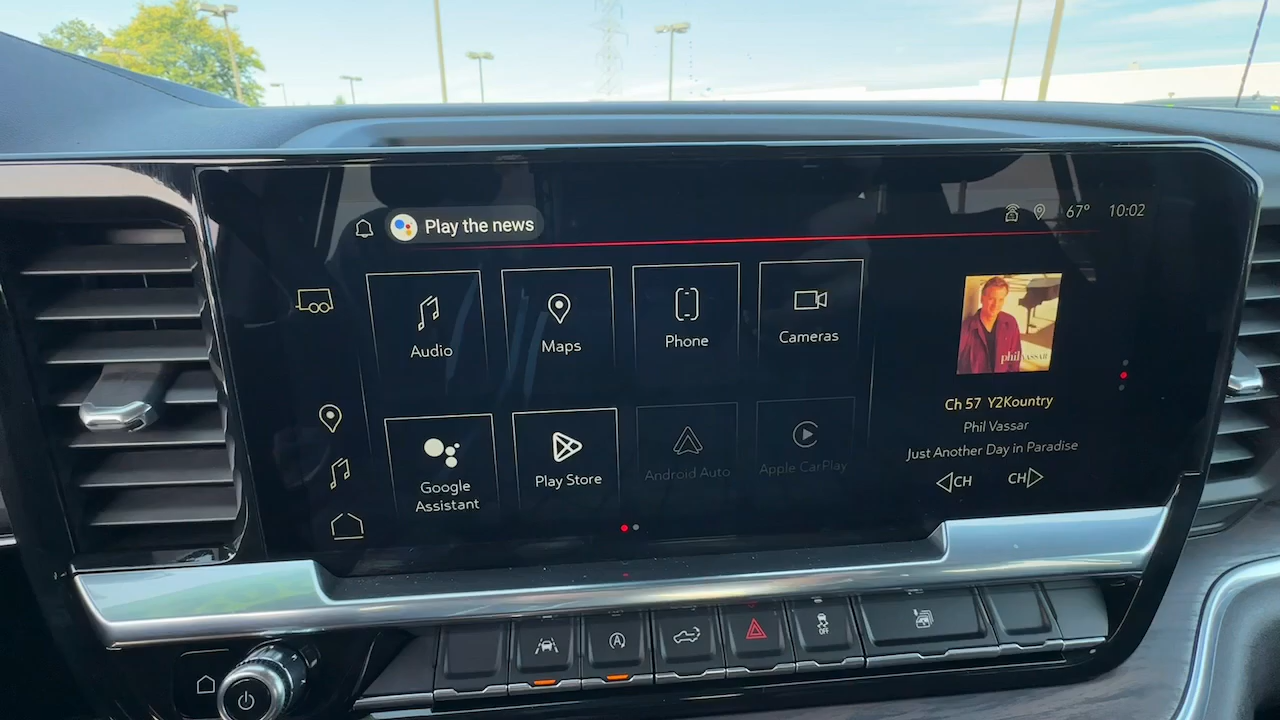 Play the news
67° 10:02
Audio
Maps
Phone
Cameras
phil VASSAR
Ch 57 Y2Kountry
Phil Vassar
Just Another Day in Paradise
CH
CH
Google
Assistant
Play Store
Android Auto
Apple CarPlay
A
OFF